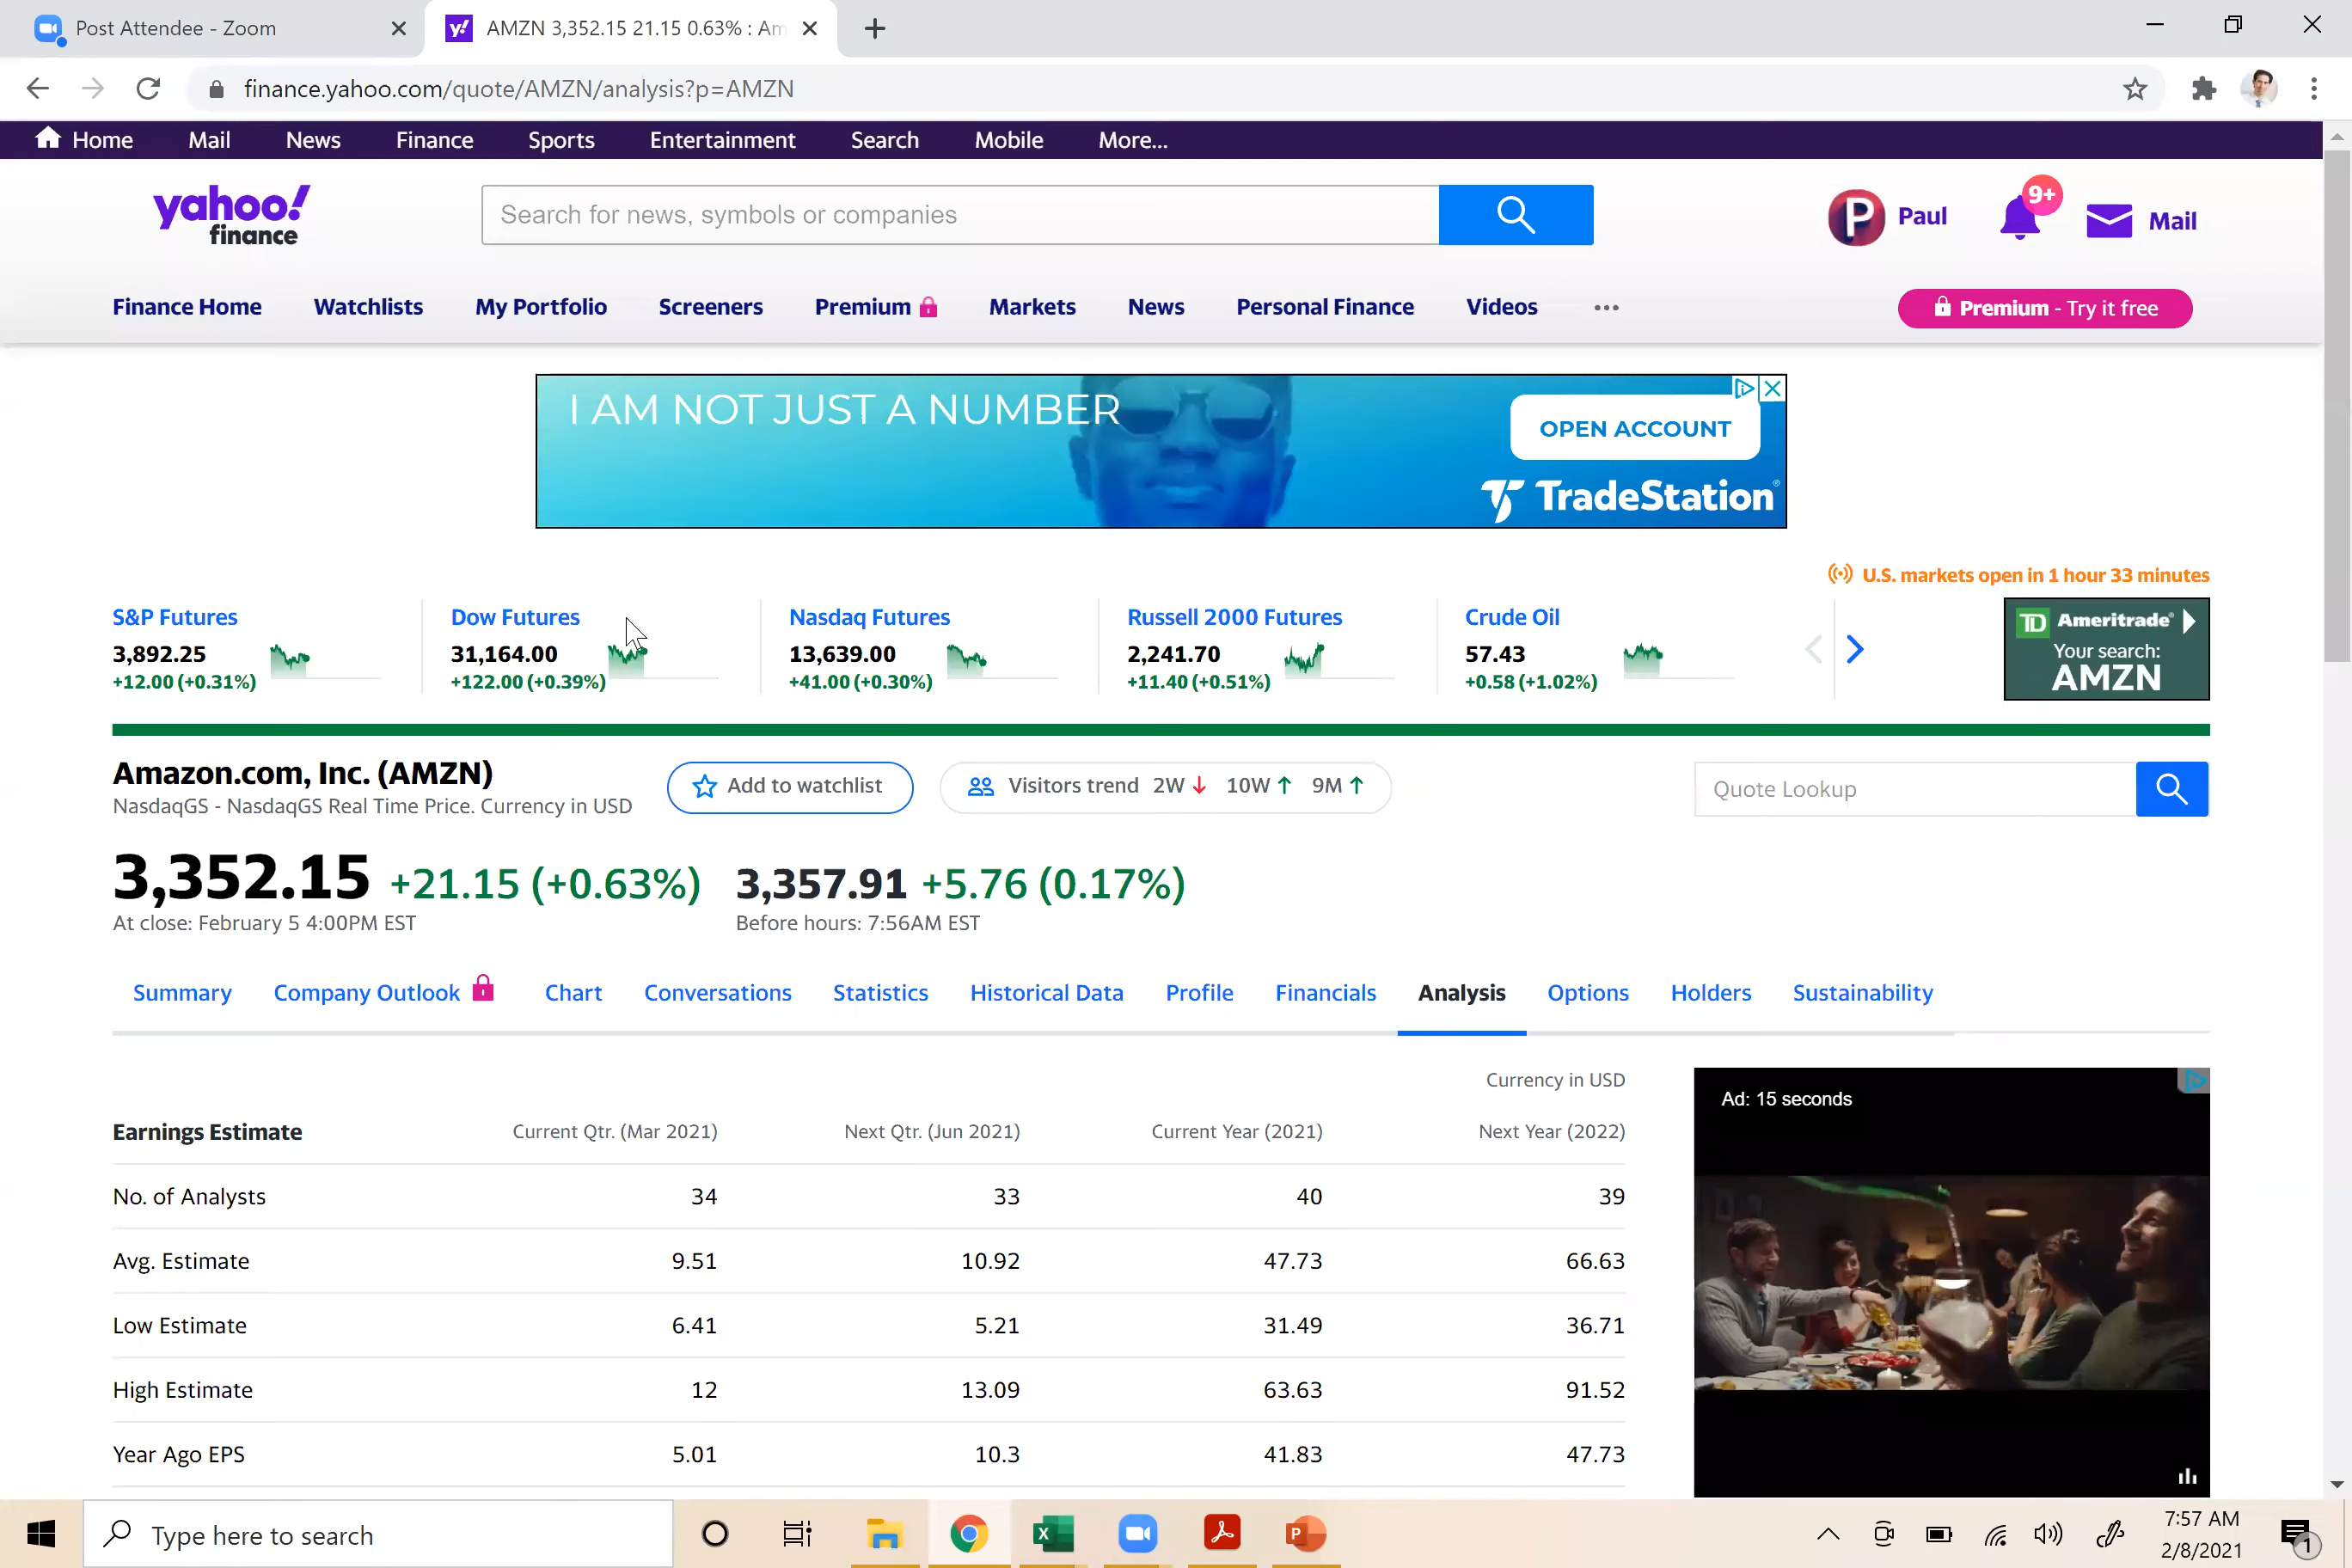 Post Attendee - Zoom
AMZN 3,352.15 21.15 0.63% : Am
finance.yahoo.com/quote/AMZN/analysis?p=AMZN
Home Mail News Finance Sports Entertainment Search Mobile More...
yahoo!
finance
Search for news, symbols or companies
P Paul 9+ Mail
Finance Home Watchlists My Portfolio Screeners Premium Markets News Personal Finance Videos ... Premium - Try it free
I AM NOT JUST A NUMBER
OPEN ACCOUNT
TradeStation®
U.S. markets open in 1 hour 33 minutes
S&P Futures
3,892.25
+12.00 (+0.31%)
Dow Futures
31,164.00
+122.00 (+0.39%)
Nasdaq Futures
13,639.00
+41.00 (+0.30%)
Russell 2000 Futures
2,241.70
+11.40 (+0.51%)
Crude Oil
57.43
+0.58 (+1.02%)
TD Ameritrade®
Your search:
AMZN
Amazon.com, Inc. (AMZN)
NasdaqGS - NasdaqGS Real Time Price. Currency in USD
Add to watchlist
Visitors trend 2W ↓ 10W ↑ 9M ↑
Quote Lookup
3,352.15 +21.15 (+0.63%) 3,357.91 +5.76 (0.17%)
At close: February 5 4:00PM EST Before hours: 7:56AM EST
Summary Company Outlook Chart Conversations Statistics Historical Data Profile Financials Analysis Options Holders Sustainability
Currency in USD
Earnings Estimate Current Qtr. (Mar 2021) Next Qtr. (Jun 2021) Current Year (2021) Next Year (2022)
No. of Analysts 34 33 40 39
Avg. Estimate 9.51 10.92 47.73 66.63
Low Estimate 6.41 5.21 31.49 36.71
High Estimate 12 13.09 63.63 91.52
Year Ago EPS 5.01 10.3 41.83 47.73
Ad: 15 seconds
Type here to search
7:57 AM
2/8/2021
1